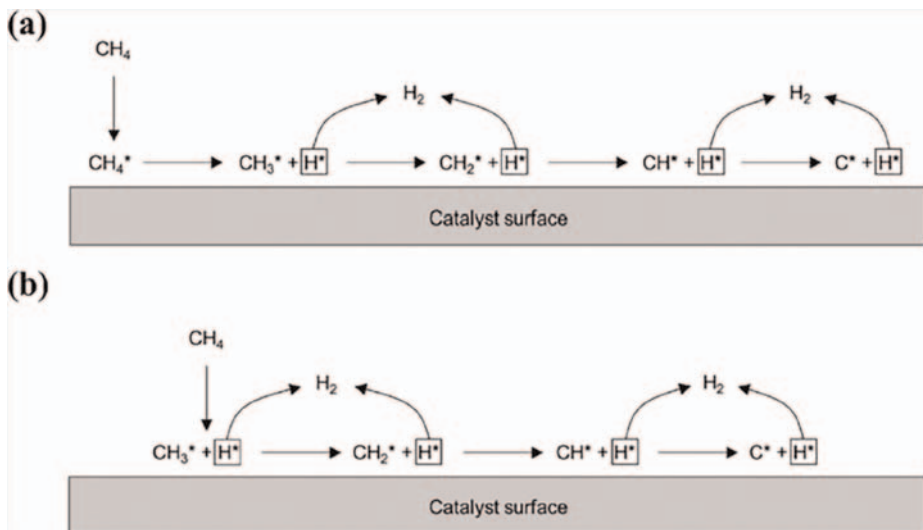 (a)
CH₄
H₂ H₂
CH₄* CH₃* + H* CH₂* + H* CH* + H* C* + H*
Catalyst surface
(b)
CH₄
H₂ H₂
CH₃* + H* CH₂* + H* CH* + H* C* + H*
Catalyst surface